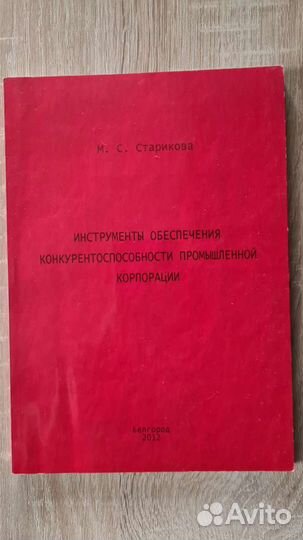 М. С. Старикова
ИНСТРУМЕНТЫ ОБЕСПЕЧЕНИЯ
КОНКУРЕНТОСПОСОБНОСТИ ПРОМЫШЛЕННОЙ
КОРПОРАЦИИ
Белгород
2012
Avito